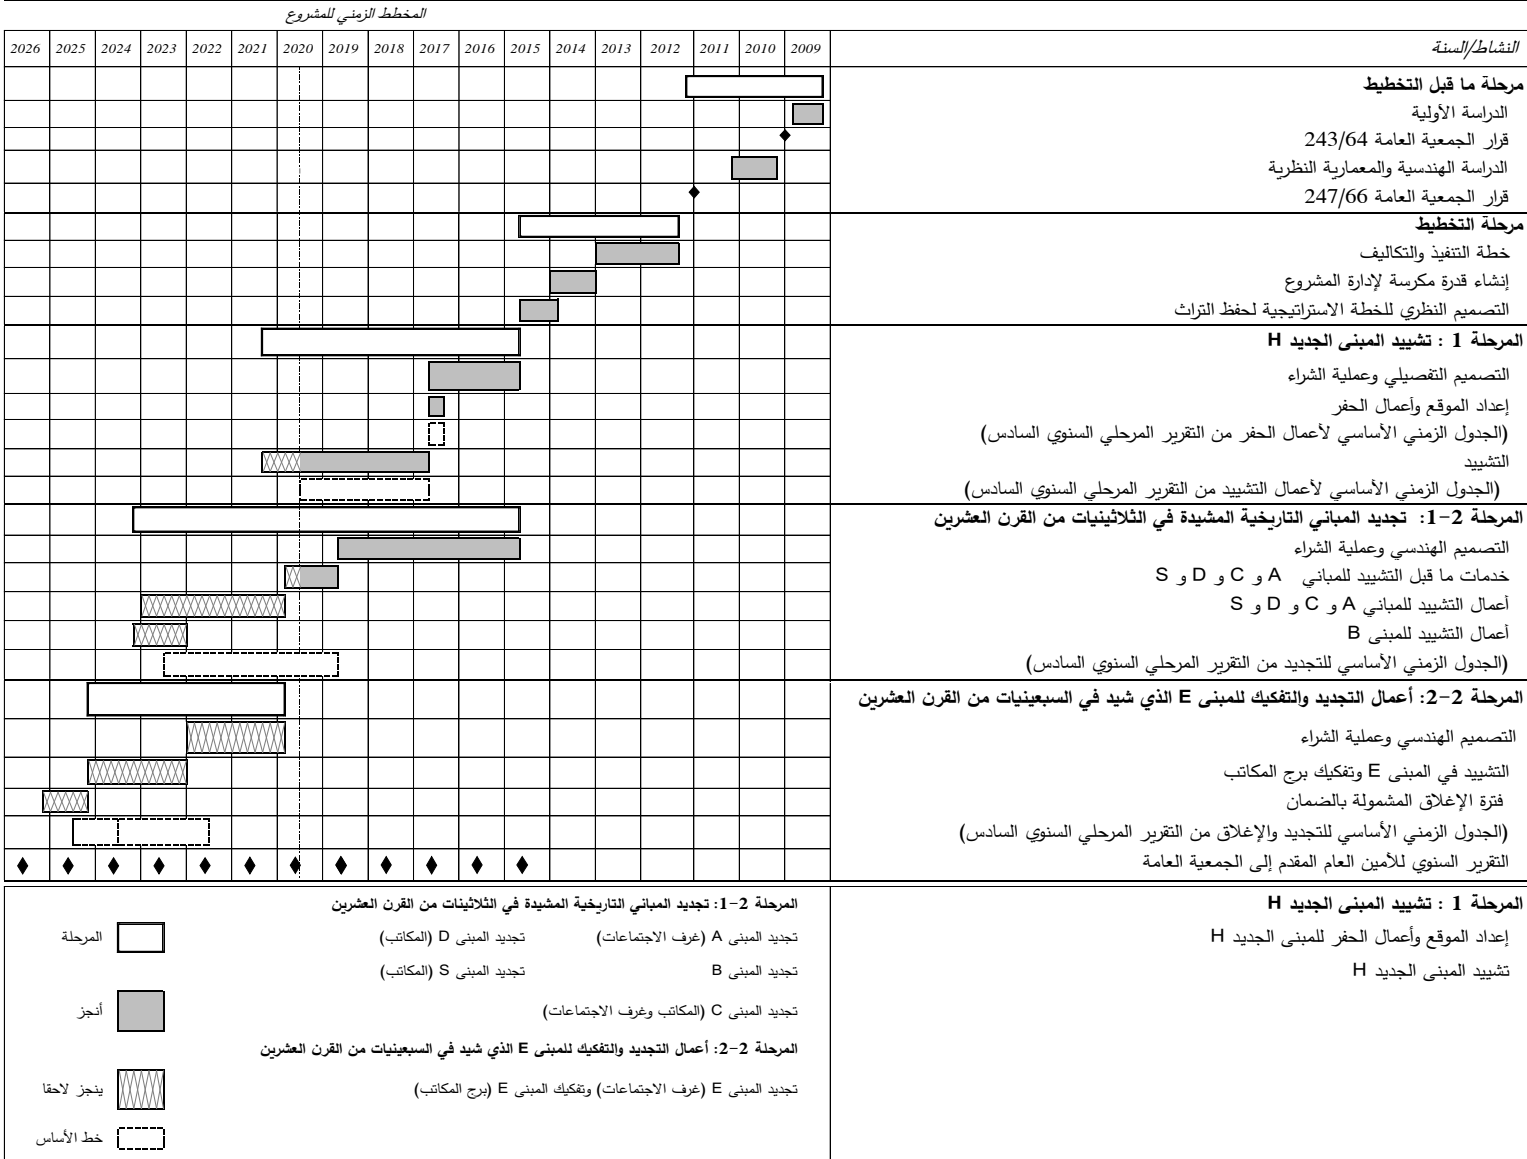 المخطط الزمني للمشروع
النشاط/السنة 2009 2010 2011 2012 2013 2014 2015 2016 2017 2018 2019 2020 2021 2022 2023 2024 2025 2026
مرحلة ما قبل التخطيط
الدراسة الأولية
قرار الجمعية العامة 243/64
الدراسة الهندسية والمعمارية النظرية
قرار الجمعية العامة 247/66
مرحلة التخطيط
خطة التنفيذ والتكاليف
إنشاء قدرة مكرسة لإدارة المشروع
التصميم النظري للخطة الاستراتيجية لحفظ التراث
المرحلة 1 : تشييد المبنى الجديد H
التصميم التفصيلي وعملية الشراء
إعداد الموقع وأعمال الحفر
(الجدول الزمني الأساسي لأعمال الحفر من التقرير المرحلي السنوي السادس)
التشييد
(الجدول الزمني الأساسي لأعمال التشييد من التقرير المرحلي السنوي السادس)
المرحلة 2-1: تجديد المباني التاريخية المشيدة في الثلاثينيات من القرن العشرين
التصميم الهندسي وعملية الشراء
خدمات ما قبل التشييد للمباني A و C و D و S
أعمال التشييد للمباني A و C و D و S
أعمال التشييد للمبنى B
(الجدول الزمني الأساسي للتجديد من التقرير المرحلي السنوي السادس)
المرحلة 2-2: أعمال التجديد والتفكيك للمبنى E الذي شيد في السبعينيات من القرن العشرين
التصميم الهندسي وعملية الشراء
التشييد في المبنى E وتفكيك برج المكاتب
فترة الإغلاق المشمولة بالضمان
(الجدول الزمني الأساسي للتجديد والإغلاق من التقرير المرحلي السنوي السادس)
التقرير السنوي للأمين العام المقدم إلى الجمعية العامة
المرحلة 1 : تشييد المبنى الجديد H
إعداد الموقع وأعمال الحفر للمبنى الجديد H
تشييد المبنى الجديد H
المرحلة 2-1: تجديد المباني التاريخية المشيدة في الثلاثينات من القرن العشرين
تجديد المبنى A (غرف الاجتماعات) تجديد المبنى D (المكاتب)
تجديد المبنى B تجديد المبنى S (المكاتب)
تجديد المبنى C (المكاتب وغرف الاجتماعات)
المرحلة 2-2: أعمال التجديد والتفكيك للمبنى E الذي شيد في السبعينيات من القرن العشرين
تجديد المبنى E (غرف الاجتماعات) وتفكيك المبنى E (برج المكاتب)
المرحلة
أنجز
ينجز لاحقا
خط الأساس